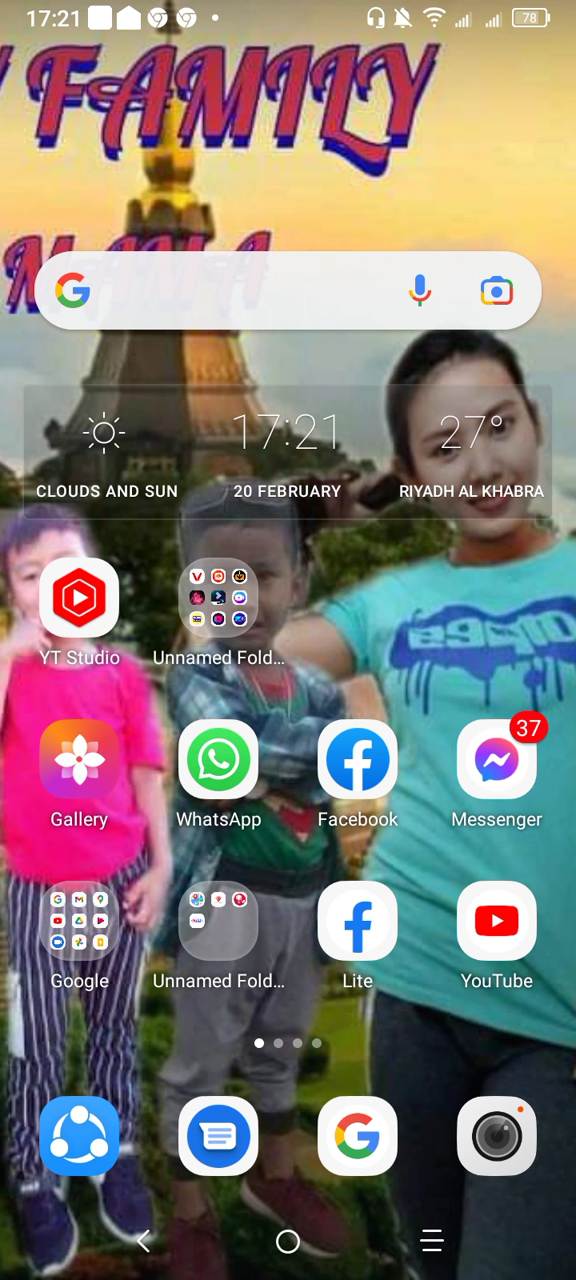 17:21
78
FAMILY
MAMA
G
17:21
27°
CLOUDS AND SUN
20 FEBRUARY
RIYADH AL KHABRA
YT Studio
Unnamed Fold...
37
Gallery
WhatsApp
Facebook
Messenger
Google
Unnamed Fold...
Lite
YouTube